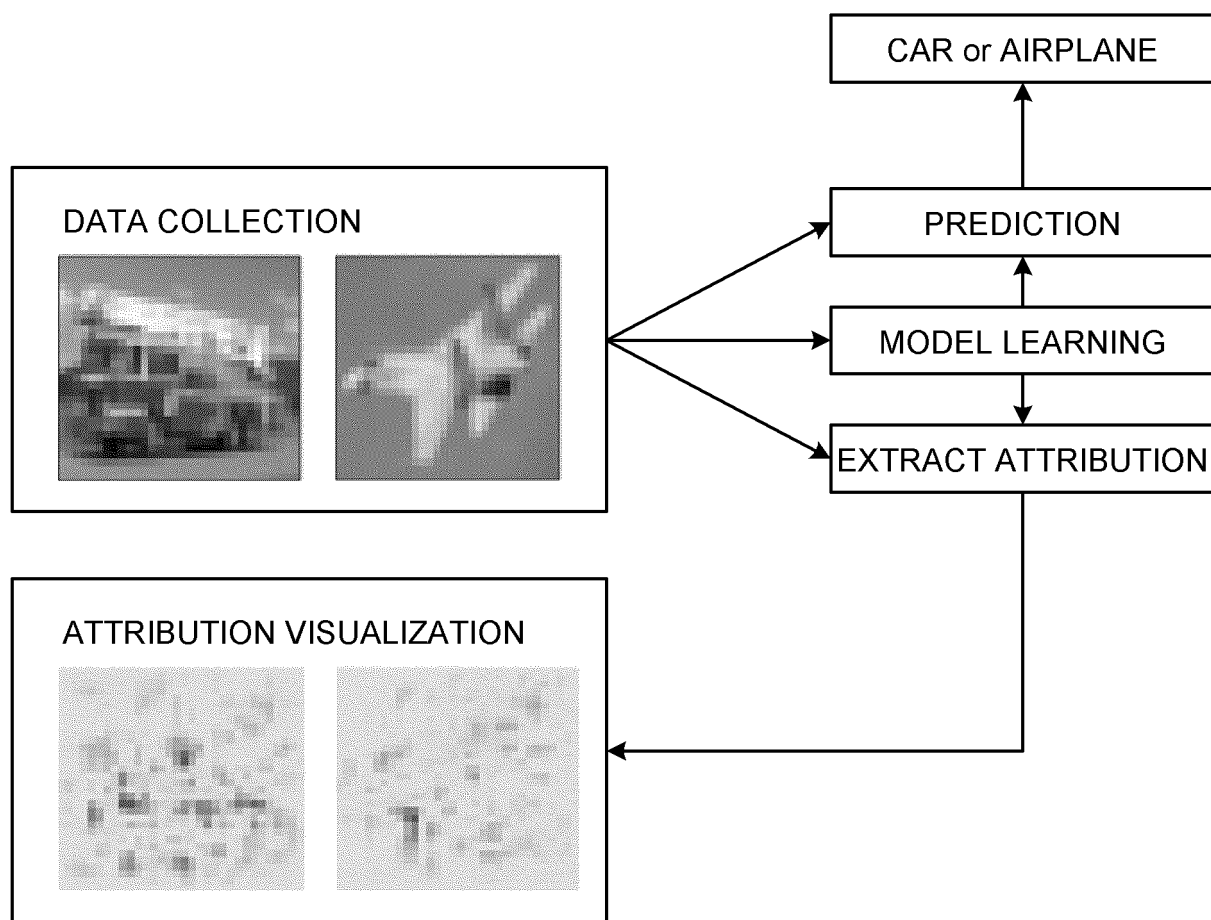 CAR or AIRPLANE
DATA COLLECTION
PREDICTION
MODEL LEARNING
EXTRACT ATTRIBUTION
ATTRIBUTION VISUALIZATION